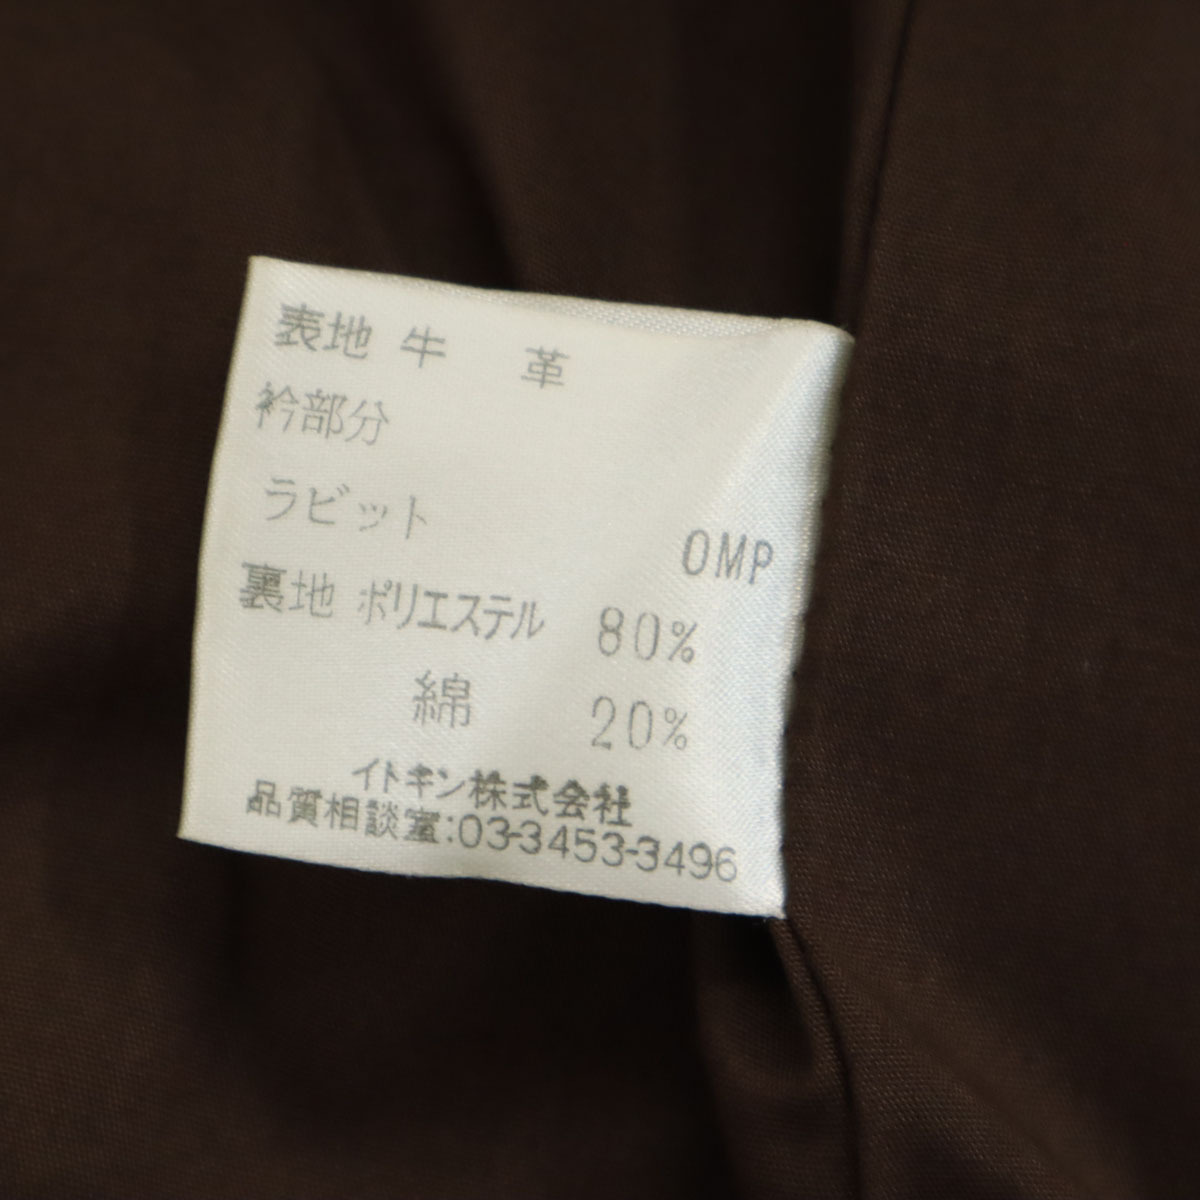 表地 牛 革
衿部分
ラビット
OMP
裏地 ポリエステル 80%
綿 20%
イトキン株式会社
品質相談室:03-3453-3496